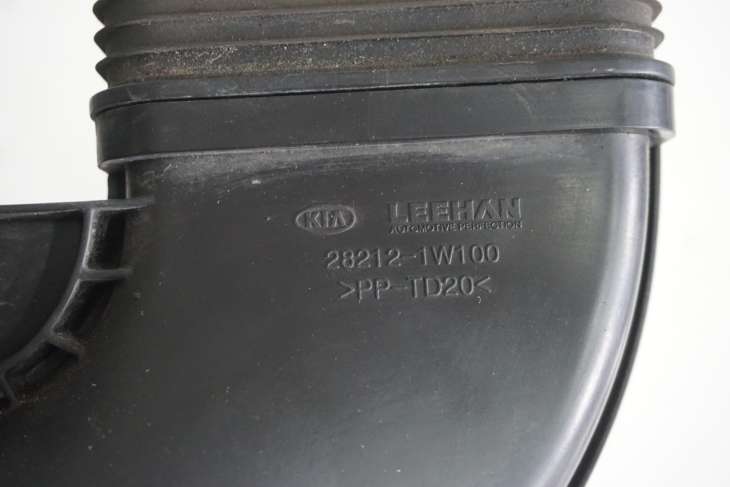 KIA LEEHAN
AUTOMOTIVE PERFECTION
28212-1W100
>PP-TD20<